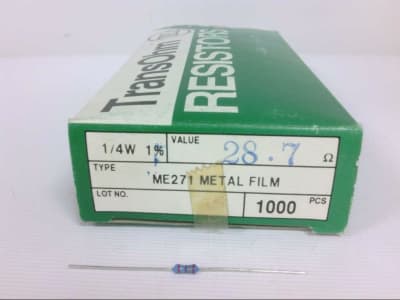 TransOhm
RESISTORS
1/4W 1% VALUE 28.7 Ω
TYPE ME271 METAL FILM
LOT NO. 1000 PCS